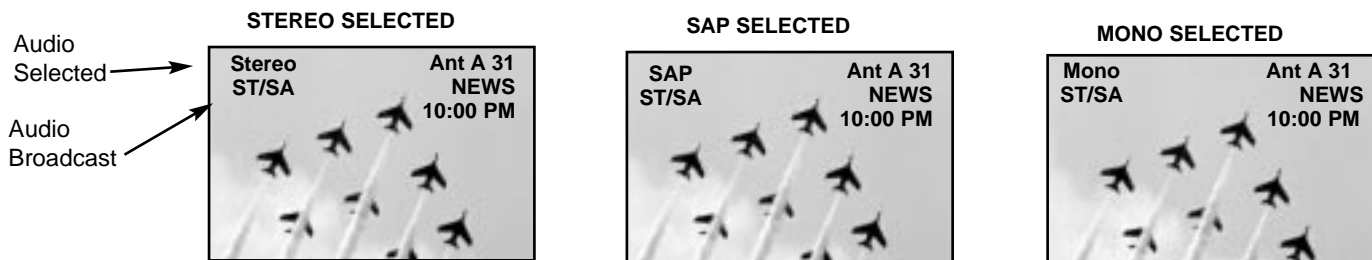 STEREO SELECTED
Audio
Selected
Audio
Broadcast
Stereo
ST/SA
Ant A 31
NEWS
10:00 PM
SAP SELECTED
SAP
ST/SA
Ant A 31
NEWS
10:00 PM
MONO SELECTED
Mono
ST/SA
Ant A 31
NEWS
10:00 PM